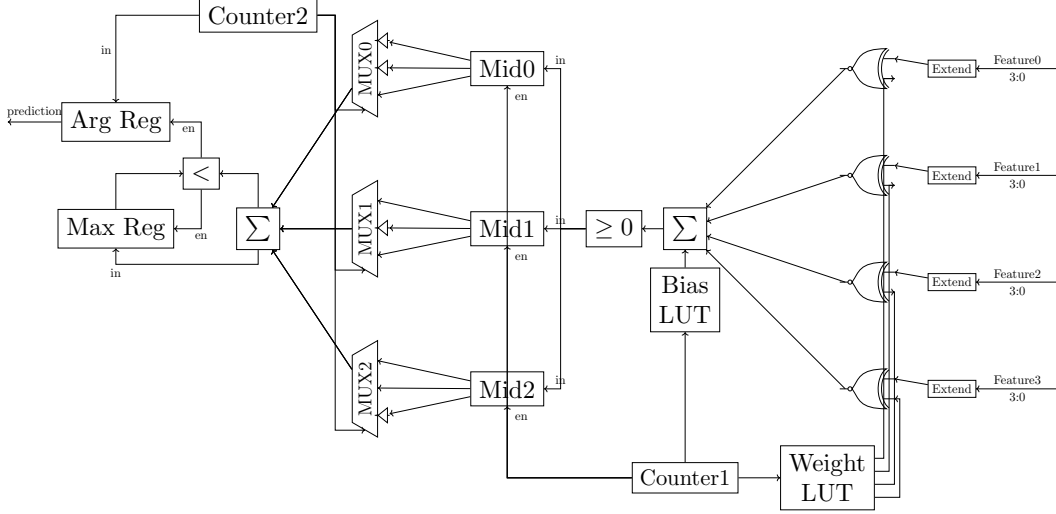 Counter2
in
prediction
Arg Reg
en
<
Max Reg
en
in
∑
MUX0
MUX1
MUX2
Mid0
in
en
Mid1
in
en
Mid2
in
en
≥ 0
∑
Bias
LUT
Counter1
Weight
LUT
Extend
Feature0
3:0
Extend
Feature1
3:0
Extend
Feature2
3:0
Extend
Feature3
3:0